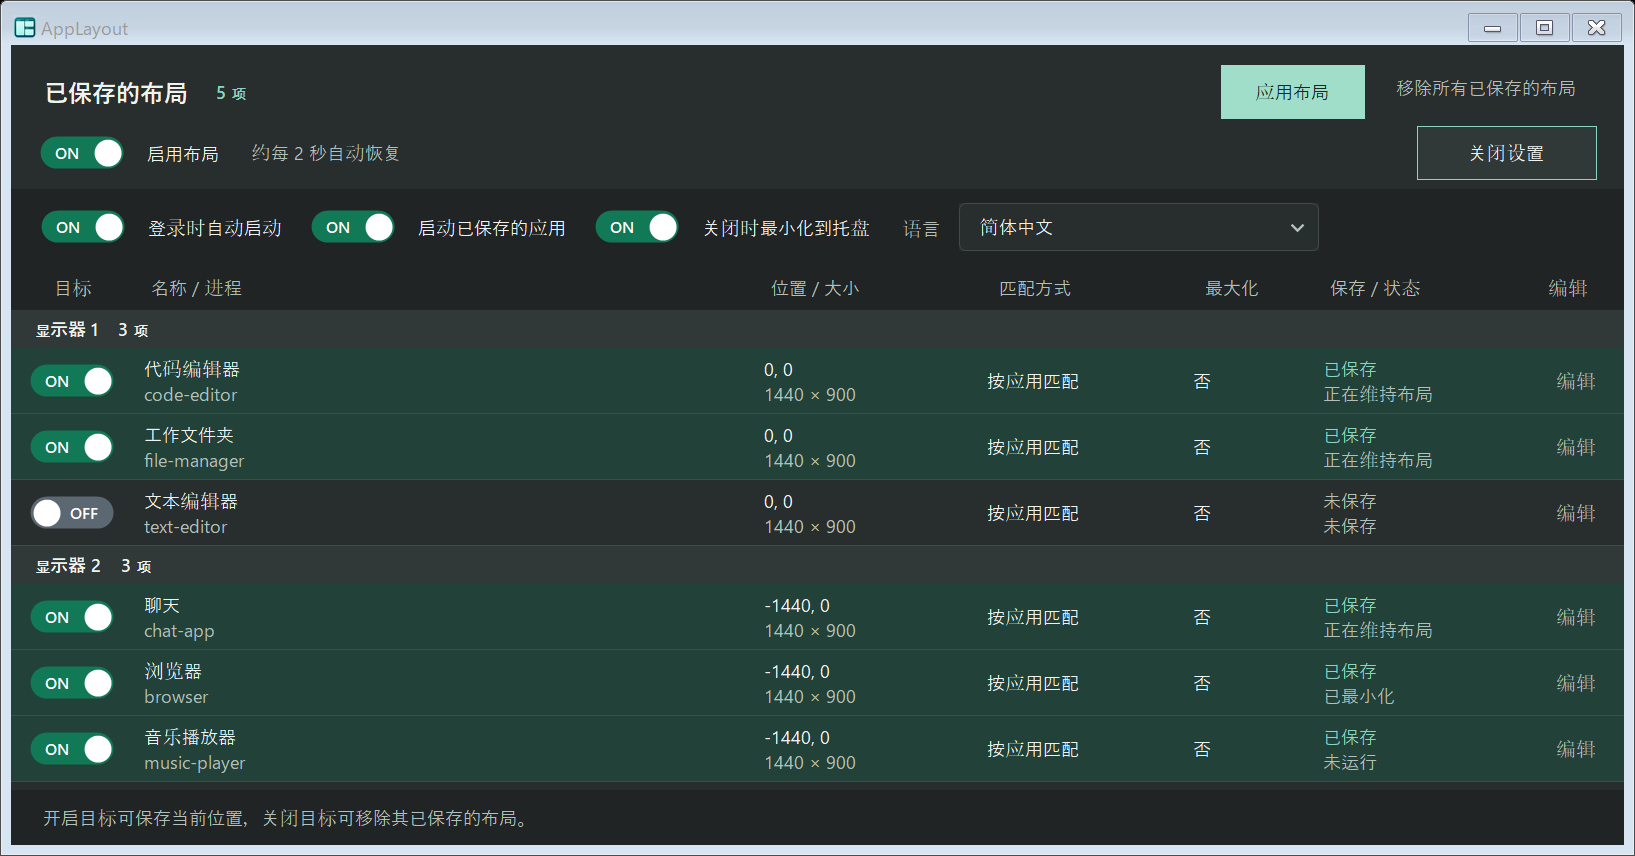 AppLayout
已保存的布局 5 项
应用布局
移除所有已保存的布局
ON 启用布局 约每 2 秒自动恢复
关闭设置
ON 登录时自动启动 ON 启动已保存的应用 ON 关闭时最小化到托盘 语言 简体中文
目标 名称 / 进程 位置 / 大小 匹配方式 最大化 保存 / 状态 编辑
显示器 1 3 项
ON 代码编辑器 0, 0 按应用匹配 否 已保存 编辑
code-editor 1440 × 900 正在维持布局
ON 工作文件夹 0, 0 按应用匹配 否 已保存 编辑
file-manager 1440 × 900 正在维持布局
OFF 文本编辑器 0, 0 按应用匹配 否 未保存 编辑
text-editor 1440 × 900 未保存
显示器 2 3 项
ON 聊天 -1440, 0 按应用匹配 否 已保存 编辑
chat-app 1440 × 900 正在维持布局
ON 浏览器 -1440, 0 按应用匹配 否 已保存 编辑
browser 1440 × 900 已最小化
ON 音乐播放器 -1440, 0 按应用匹配 否 已保存 编辑
music-player 1440 × 900 未运行
开启目标可保存当前位置，关闭目标可移除其已保存的布局。